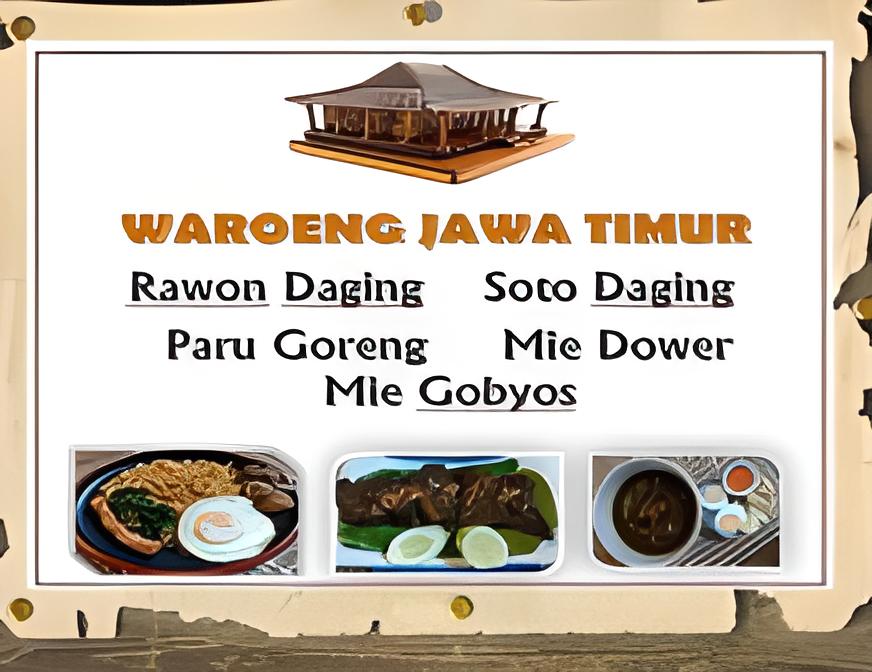 WAROENG JAWA TIMUR
Rawon Daging Soto Daging
Paru Goreng Mie Dower
Mie Gobyos